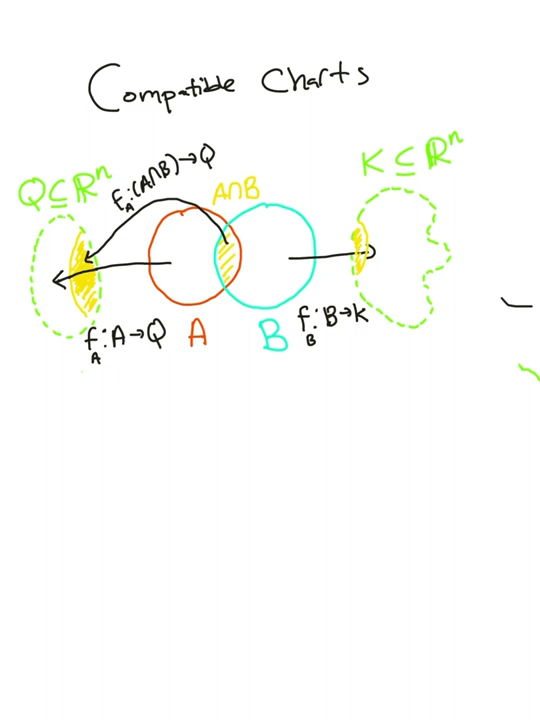 Compatible Charts
f_A:(A∩B)→Q
K⊆ℝⁿ
Q⊆ℝⁿ
A∩B
f_A:A→Q
A
B
f_B:B→K